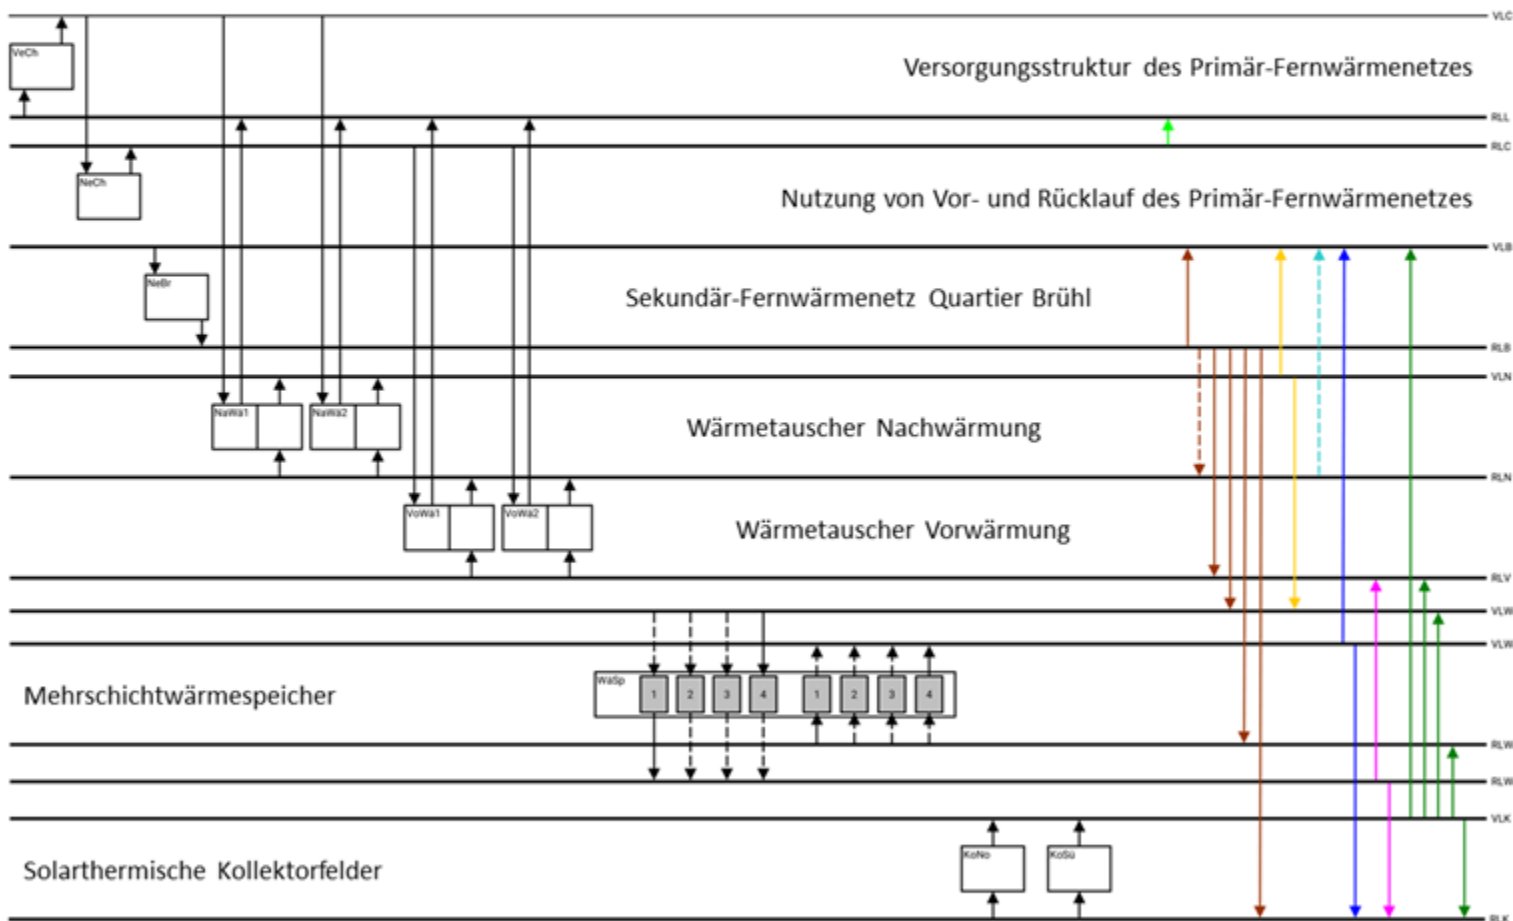 VLC
VeCh
Versorgungsstruktur des Primär-Fernwärmenetzes
RLL
RLC
NeCh
Nutzung von Vor- und Rücklauf des Primär-Fernwärmenetzes
VLB
NeBr
Sekundär-Fernwärmenetz Quartier Brühl
RLB
VLN
NaWa1 NaWa2
Wärmetauscher Nachwärmung
RLN
VoWa1 VoWa2
Wärmetauscher Vorwärmung
RLV
VLW
VLW
WaSp 1 2 3 4 1 2 3 4
Mehrschichtwärmespeicher
RLW
RLW
VLK
KoNo KoSü
Solarthermische Kollektorfelder
RLK